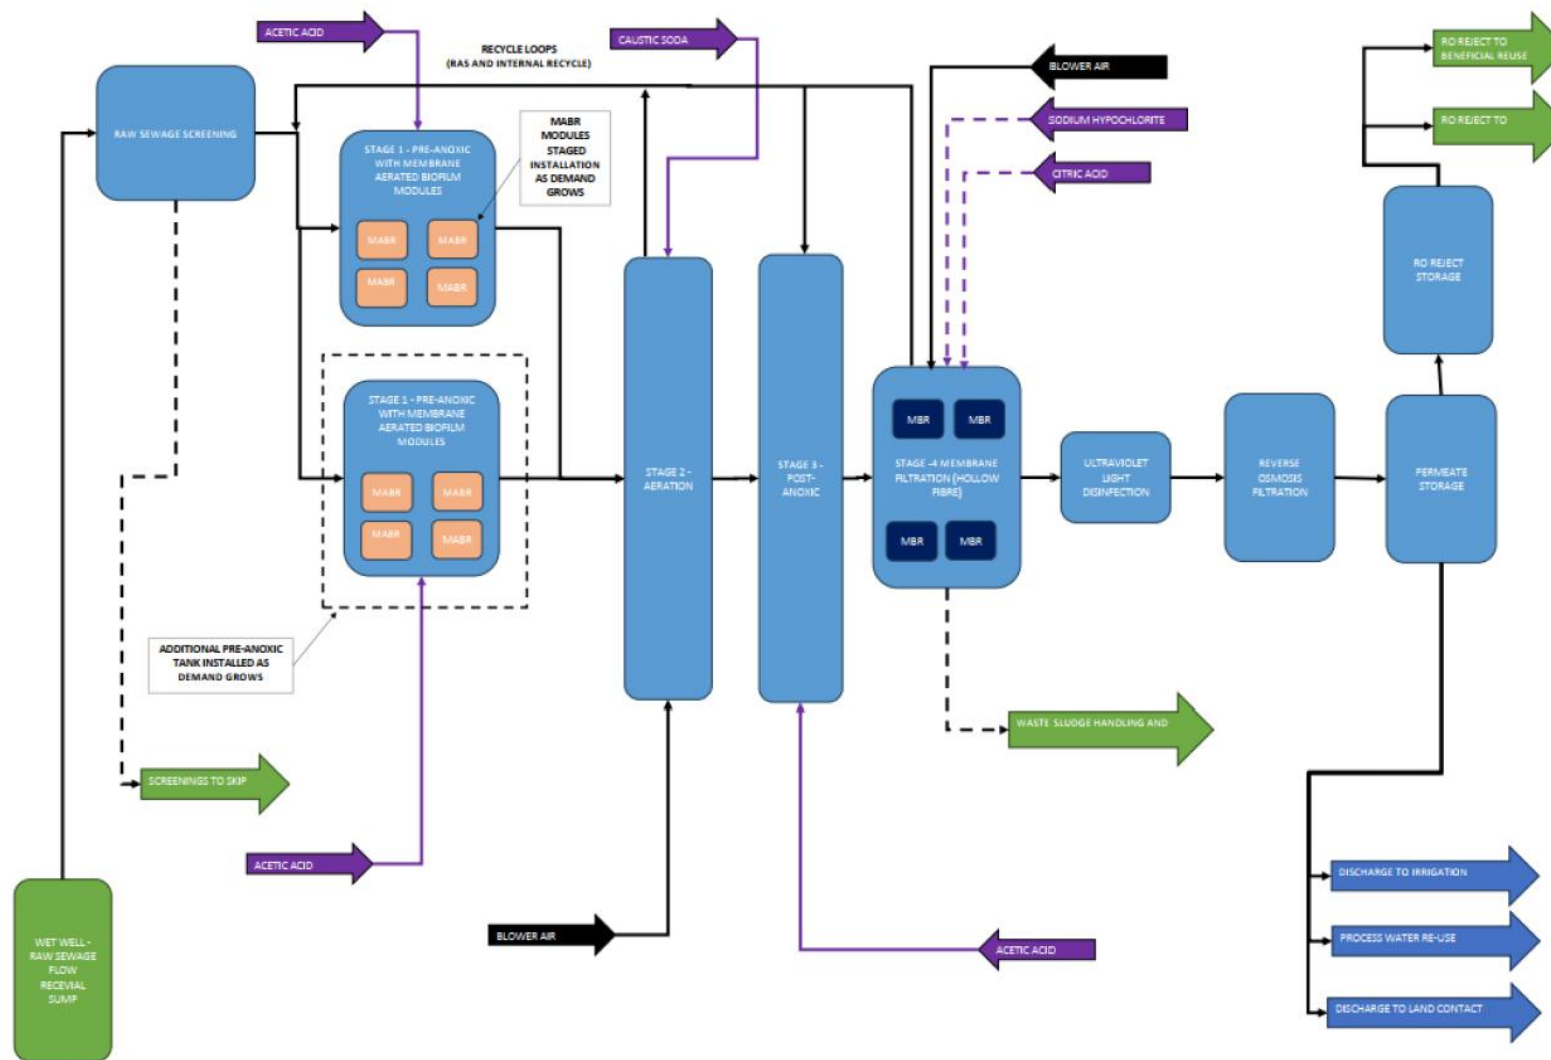 ACETIC ACID
RECYCLE LOOPS
(RAS AND INTERNAL RECYCLE)
CAUSTIC SODA
BLOWER AIR
SODIUM HYPOCHLORITE
CITRIC ACID
RO REJECT TO
BENEFICIAL REUSE
RO REJECT TO
RAW SEWAGE SCREENING
STAGE 1 - PRE-ANOXIC
WITH MEMBRANE
AERATED BIOFILM
MODULES
MABR
MABR
MABR
MABR
MABR
MODULES
STAGED
INSTALLATION
AS DEMAND
GROWS
RO REJECT
STORAGE
STAGE 1 - PRE-ANOXIC
WITH MEMBRANE
AERATED BIOFILM
MODULES
MABR
MABR
MABR
MABR
STAGE 2 -
AERATION
STAGE 3 -
POST-
ANOXIC
MBR
MBR
STAGE -4 MEMBRANE
FILTRATION (HOLLOW
FIBRE)
MBR
MBR
ULTRAVIOLET
LIGHT
DISINFECTION
REVERSE
OSMOSIS
FILTRATION
PERMEATE
STORAGE
ADDITIONAL PRE-ANOXIC
TANK INSTALLED AS
DEMAND GROWS
WASTE SLUDGE HANDLING AND
SCREENINGS TO SKIP
ACETIC ACID
BLOWER AIR
ACETIC ACID
WET WELL -
RAW SEWAGE
FLOW
RECEVIAL
SUMP
DISCHARGE TO IRRIGATION
PROCESS WATER RE-USE
DISCHARGE TO LAND CONTACT